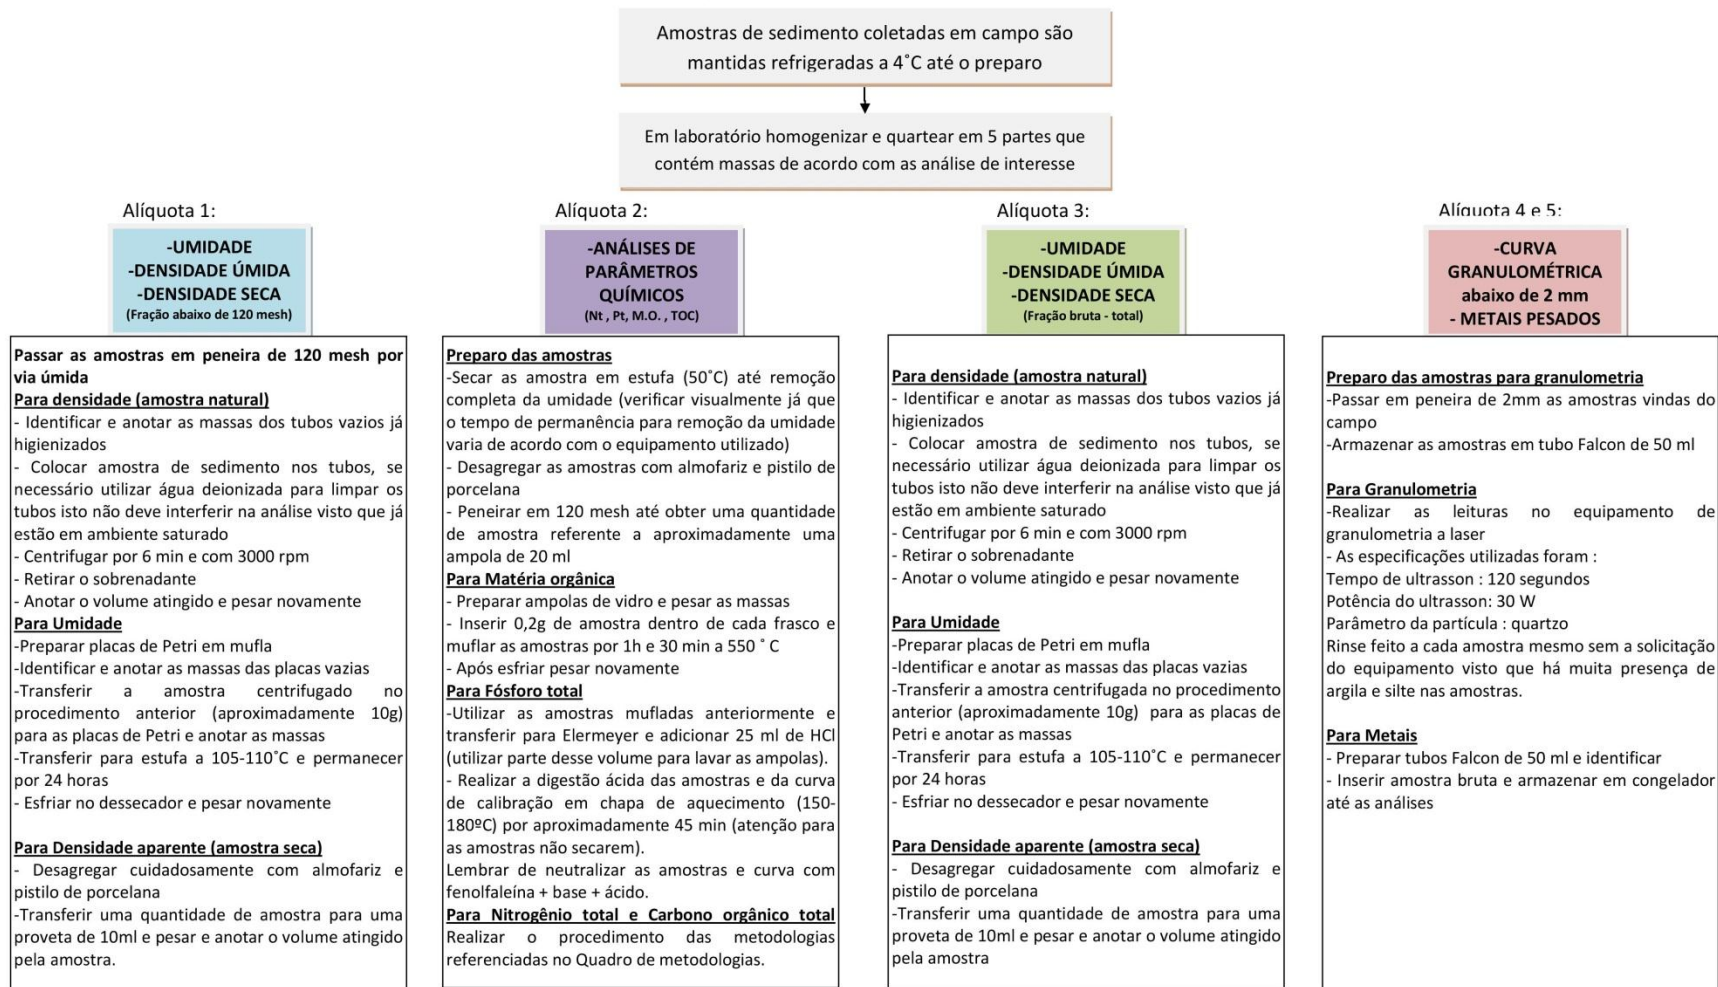 Amostras de sedimento coletadas em campo são
mantidas refrigeradas a 4˚C até o preparo
Em laboratório homogenizar e quartear em 5 partes que
contém massas de acordo com as análise de interesse
Alíquota 1:
-UMIDADE
-DENSIDADE ÚMIDA
-DENSIDADE SECA
(Fração abaixo de 120 mesh)
Passar as amostras em peneira de 120 mesh por
via úmida
Para densidade (amostra natural)
- Identificar e anotar as massas dos tubos vazios já
higienizados
- Colocar amostra de sedimento nos tubos, se
necessário utilizar água deionizada para limpar os
tubos isto não deve interferir na análise visto que já
estão em ambiente saturado
- Centrifugar por 6 min e com 3000 rpm
- Retirar o sobrenadante
- Anotar o volume atingido e pesar novamente
Para Umidade
-Preparar placas de Petri em mufla
-Identificar e anotar as massas das placas vazias
-Transferir a amostra centrifugado no
procedimento anterior (aproximadamente 10g)
para as placas de Petri e anotar as massas
-Transferir para estufa a 105-110˚C e permanecer
por 24 horas
- Esfriar no dessecador e pesar novamente
Para Densidade aparente (amostra seca)
- Desagregar cuidadosamente com almofariz e
pistilo de porcelana
-Transferir uma quantidade de amostra para uma
proveta de 10ml e pesar e anotar o volume atingido
pela amostra.
Alíquota 2:
-ANÁLISES DE
PARÂMETROS
QUÍMICOS
(Nt , Pt, M.O. , TOC)
Preparo das amostras
-Secar as amostra em estufa (50˚C) até remoção
completa da umidade (verificar visualmente já que
o tempo de permanência para remoção da umidade
varia de acordo com o equipamento utilizado)
- Desagregar as amostras com almofariz e pistilo de
porcelana
- Peneirar em 120 mesh até obter uma quantidade
de amostra referente a aproximadamente uma
ampola de 20 ml
Para Matéria orgânica
- Preparar ampolas de vidro e pesar as massas
- Inserir 0,2g de amostra dentro de cada frasco e
muflar as amostras por 1h e 30 min a 550 ˚ C
- Após esfriar pesar novamente
Para Fósforo total
-Utilizar as amostras mufladas anteriormente e
transferir para Elermeyer e adicionar 25 ml de HCl
(utilizar parte desse volume para lavar as ampolas).
- Realizar a digestão ácida das amostras e da curva
de calibração em chapa de aquecimento (150-
180ºC) por aproximadamente 45 min (atenção para
as amostras não secarem).
Lembrar de neutralizar as amostras e curva com
fenolfaleína + base + ácido.
Para Nitrogênio total e Carbono orgânico total
Realizar o procedimento das metodologias
referenciadas no Quadro de metodologias.
Alíquota 3:
-UMIDADE
-DENSIDADE ÚMIDA
-DENSIDADE SECA
(Fração bruta - total)
Para densidade (amostra natural)
- Identificar e anotar as massas dos tubos vazios já
higienizados
- Colocar amostra de sedimento nos tubos, se
necessário utilizar água deionizada para limpar os
tubos isto não deve interferir na análise visto que já
estão em ambiente saturado
- Centrifugar por 6 min e com 3000 rpm
- Retirar o sobrenadante
- Anotar o volume atingido e pesar novamente
Para Umidade
-Preparar placas de Petri em mufla
-Identificar e anotar as massas das placas vazias
-Transferir a amostra centrifugada no procedimento
anterior (aproximadamente 10g) para as placas de
Petri e anotar as massas
-Transferir para estufa a 105-110˚C e permanecer
por 24 horas
- Esfriar no dessecador e pesar novamente
Para Densidade aparente (amostra seca)
- Desagregar cuidadosamente com almofariz e
pistilo de porcelana
-Transferir uma quantidade de amostra para uma
proveta de 10ml e pesar e anotar o volume atingido
pela amostra
Alíquota 4 e 5:
-CURVA
GRANULOMÉTRICA
abaixo de 2 mm
- METAIS PESADOS
Preparo das amostras para granulometria
-Passar em peneira de 2mm as amostras vindas do
campo
-Armazenar as amostras em tubo Falcon de 50 ml
Para Granulometria
-Realizar as leituras no equipamento de
granulometria a laser
- As especificações utilizadas foram :
Tempo de ultrasson : 120 segundos
Potência do ultrasson: 30 W
Parâmetro da partícula : quartzo
Rinse feito a cada amostra mesmo sem a solicitação
do equipamento visto que há muita presença de
argila e silte nas amostras.
Para Metais
- Preparar tubos Falcon de 50 ml e identificar
- Inserir amostra bruta e armazenar em congelador
até as análises